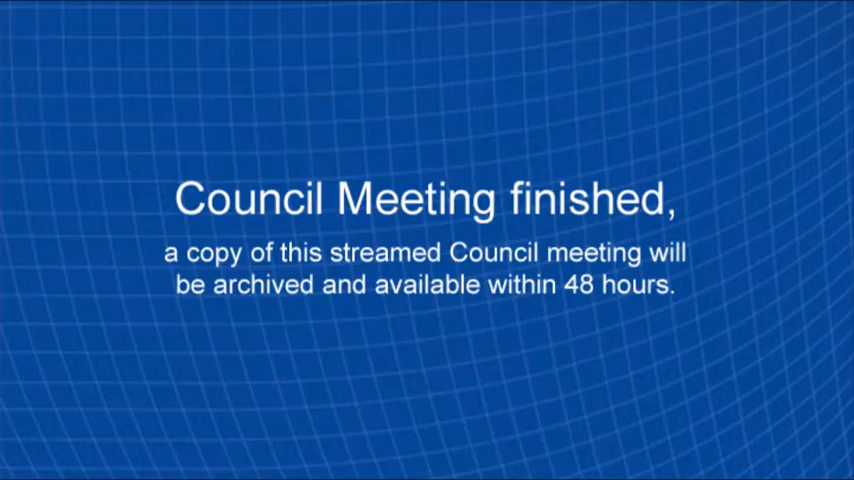 Council Meeting finished,
a copy of this streamed Council meeting will
be archived and available within 48 hours.